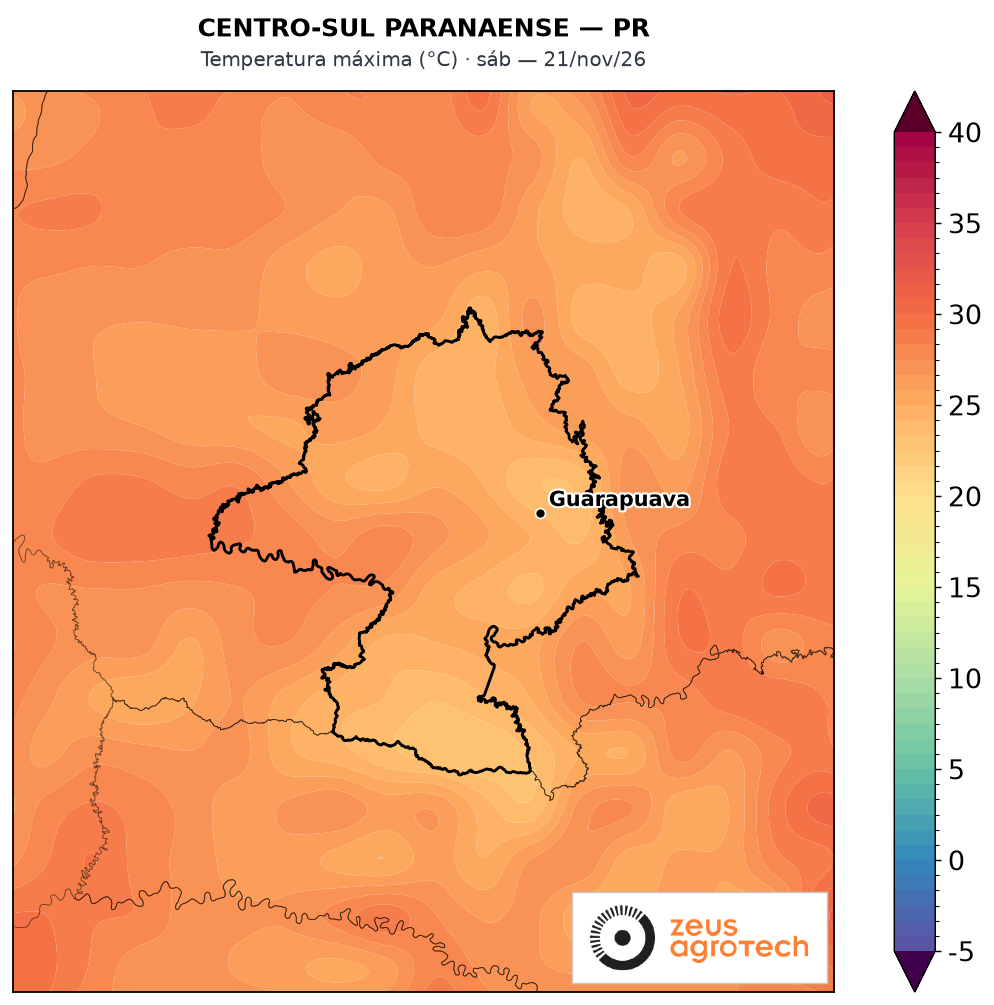 CENTRO-SUL PARANAENSE — PR
Temperatura máxima (°C) · sáb — 21/nov/26
40
35
30
25
20
15
10
5
0
-5
Guarapuava
zeus
agrotech